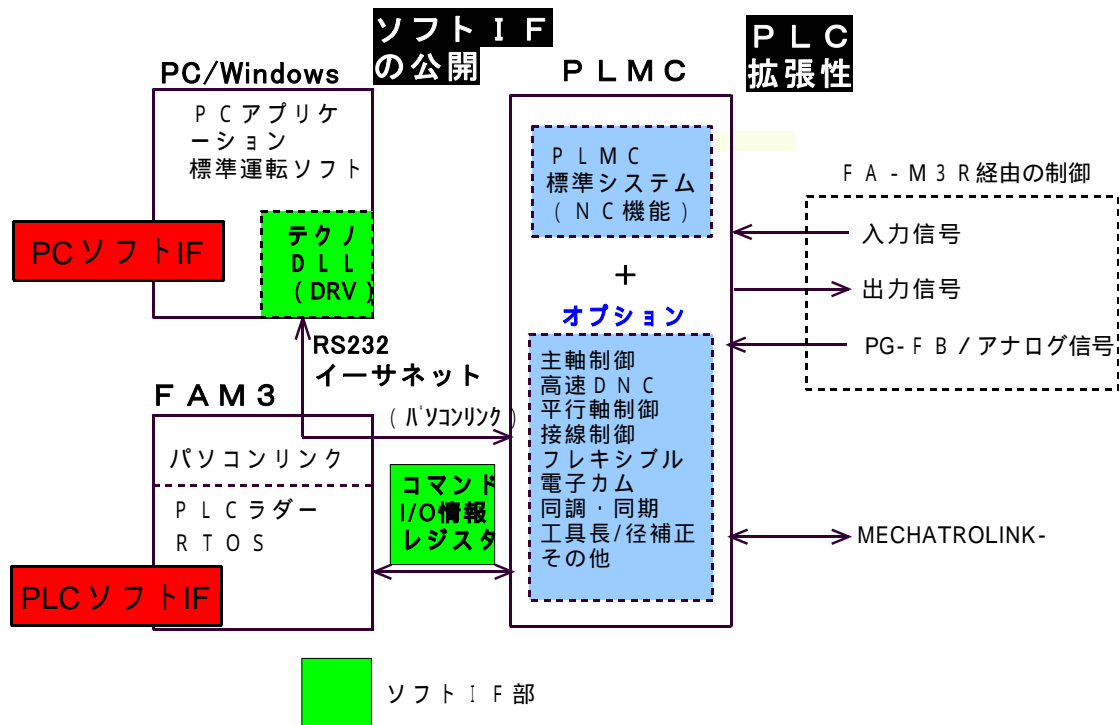 ソフトＩＦ
の公開
ＰＬＣ
拡張性
PC/Windows
ＰＬＭＣ
ＰＣアプリケ
ーション
標準運転ソフト
PCソフトIF
テクノ
ＤＬＬ
(DRV)
ＰＬＭＣ
標準システム
(ＮＣ機能)
＋
オプション
主軸制御
高速ＤＮＣ
平行軸制御
接線制御
フレキシブル
電子カム
同調・同期
工具長/径補正
その他
ＦＡ-Ｍ３Ｒ経由の制御
入力信号
出力信号
PG-ＦＢ/アナログ信号
MECHATROLINK-
RS232
イーサネット
(パソコンリンク)
ＦＡＭ３
パソコンリンク
ＰＬＣラダー
ＲＴＯＳ
コマンド
I/O情報
レジスタ
PLCソフトIF
ソフトＩＦ部